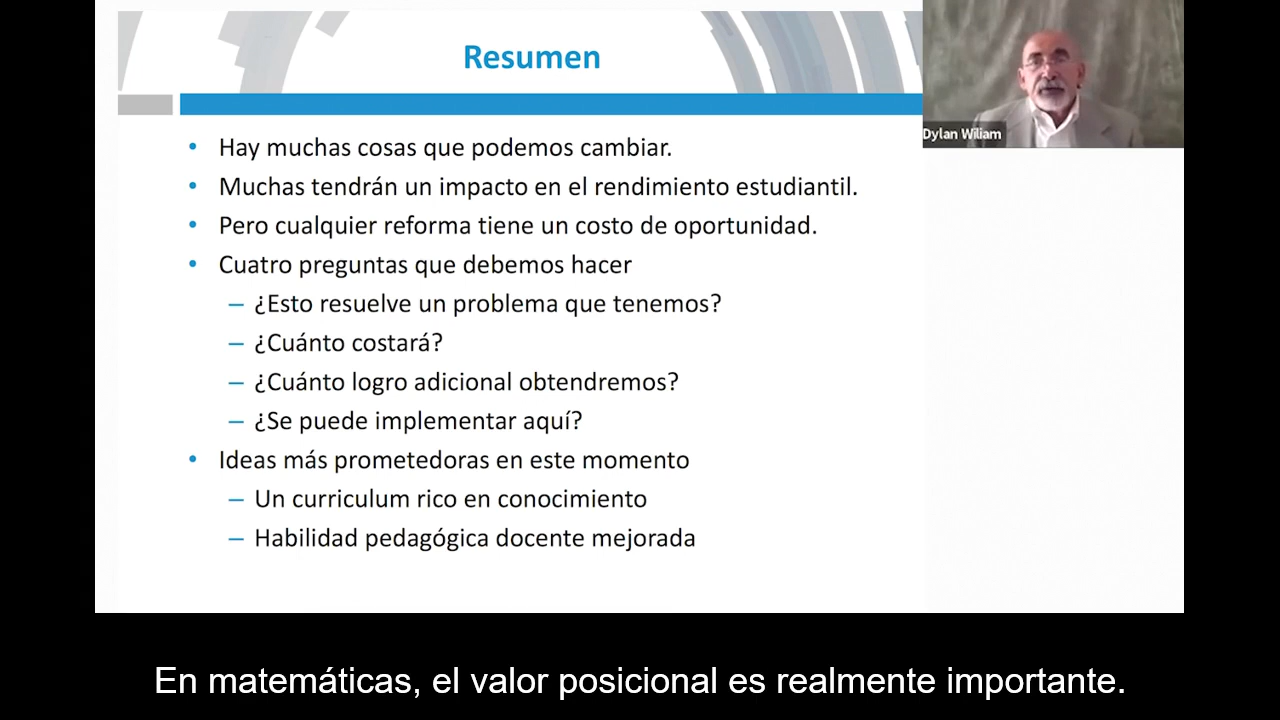 Resumen
Dylan Wiliam
• Hay muchas cosas que podemos cambiar.
• Muchas tendrán un impacto en el rendimiento estudiantil.
• Pero cualquier reforma tiene un costo de oportunidad.
• Cuatro preguntas que debemos hacer
– ¿Esto resuelve un problema que tenemos?
– ¿Cuánto costará?
– ¿Cuánto logro adicional obtendremos?
– ¿Se puede implementar aquí?
• Ideas más prometedoras en este momento
– Un curriculum rico en conocimiento
– Habilidad pedagógica docente mejorada
En matemáticas, el valor posicional es realmente importante.